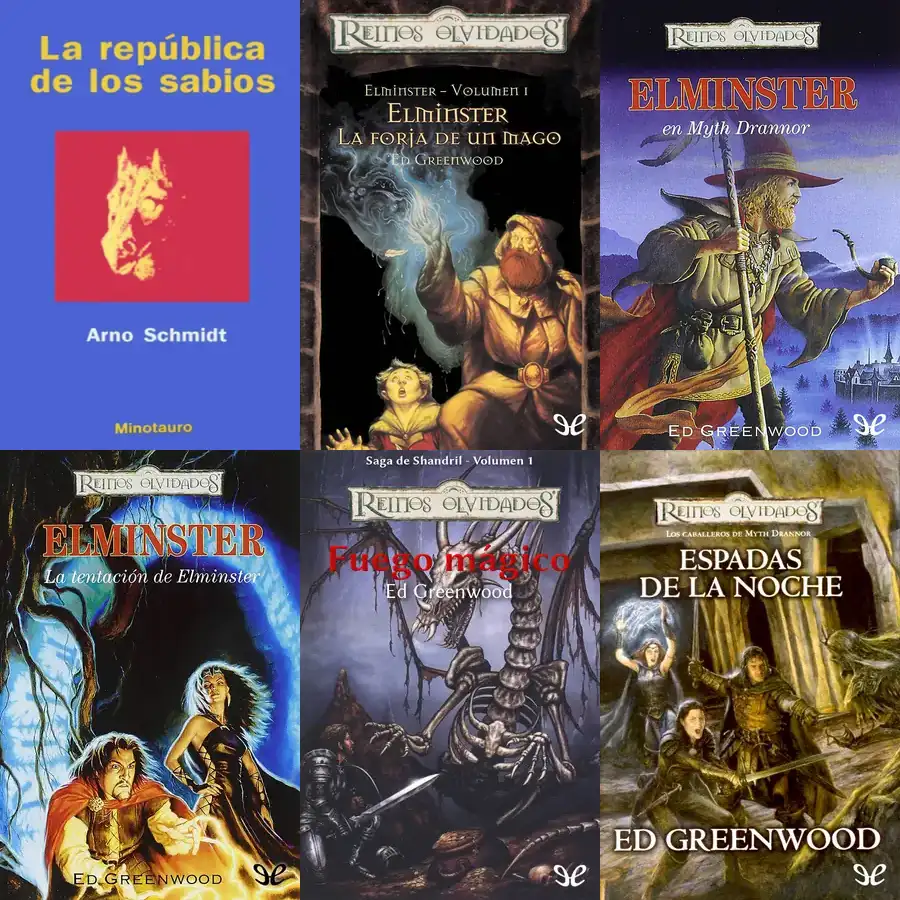 La república
de los sabios
Arno Schmidt
Minotauro
REINOS OLVIDADOS
ELMINSTER - VOLUMEN I
ELMINSTER
LA FORJA DE UN MAGO
ED GREENWOOD
REINOS OLVIDADOS
ELMINSTER
en Myth Drannor
ED GREENWOOD
REINOS OLVIDADOS
ELMINSTER
La tentación de Elminster
ED GREENWOOD
Saga de Shandril - Volumen 1
REINOS OLVIDADOS
Fuego mágico
Ed Greenwood
REINOS OLVIDADOS
LOS CABALLEROS DE MYTH DRANNOR
ESPADAS
DE LA NOCHE
ED GREENWOOD